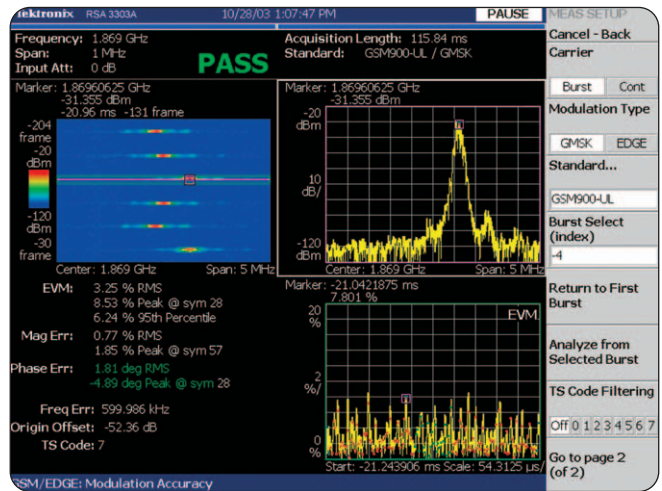 Tektronix RSA 3303A 10/28/03 1:07:47 PM PAUSE MEAS SETUP
Cancel - Back
Frequency: 1.869 GHz
Span: 1 MHz
Input Att: 0 dB
PASS
Acquisition Length: 115.84 ms
Standard: GSM900-UL / GMSK
Carrier
Burst Cont
Modulation Type
GMSK EDGE
Standard...
GSM900-UL
Burst Select
(index)
-4
Return to First
Burst
Analyze from
Selected Burst
TS Code Filtering
Off 0 1 2 3 4 5 6 7
Go to page 2
(of 2)
Marker: 1.86960625 GHz
-31.355 dBm
-20.96 ms -131 frame
-204
frame
-20
dBm
-120
dBm
-30
frame
Center: 1.869 GHz Span: 5 MHz
Marker: 1.86960625 GHz
-31.355 dBm
-20
dBm
10
dB/
-120
dBm
Center: 1.869 GHz Span: 5 MHz
EVM: 3.25 % RMS
8.53 % Peak @ sym 28
6.24 % 95th Percentile
Mag Err: 0.77 % RMS
1.85 % Peak @ sym 57
Phase Err: 1.81 deg RMS
-4.89 deg Peak @ sym 28
Freq Err: 599.986 kHz
Origin Offset: -52.36 dB
TS Code: 7
Marker: -21.0421875 ms
7.801 %
20
%
EVM
2
%/
0
%
Start: -21.243906 ms Scale: 54.3125 µs/
GSM/EDGE: Modulation Accuracy